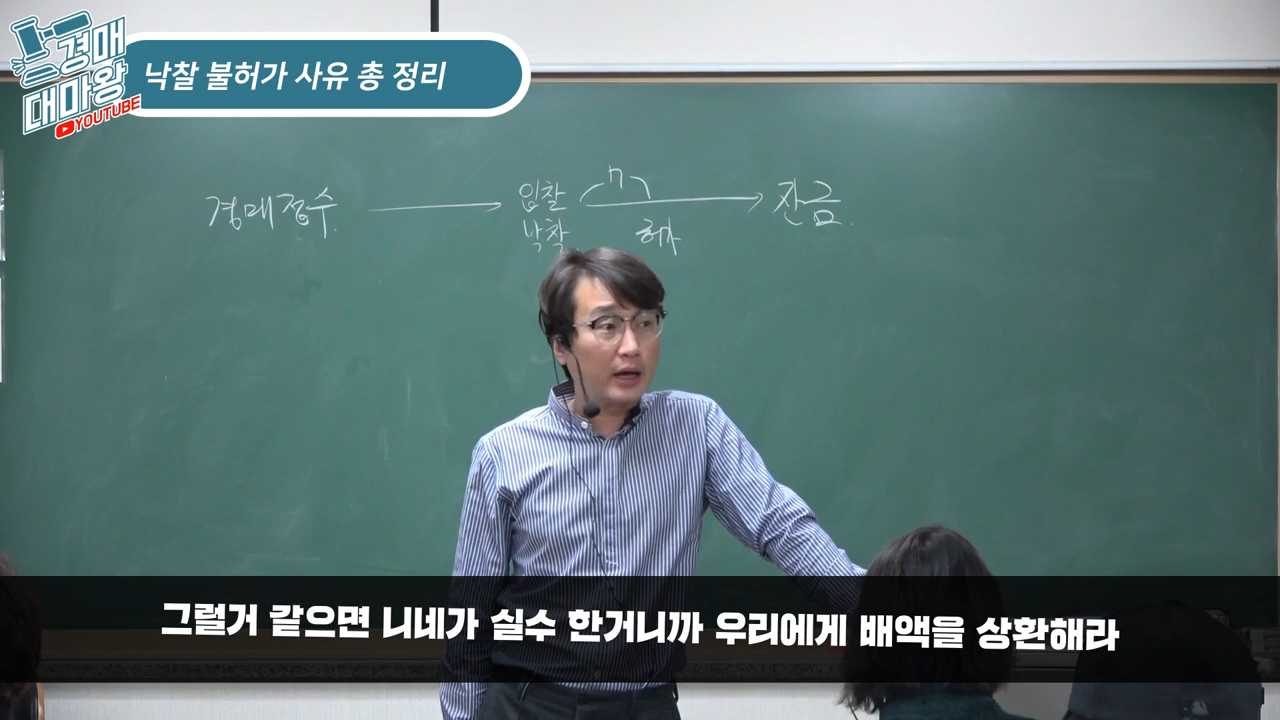 경매
대마왕
YOUTUBE
낙찰 불허가 사유 총 정리
경매접수.
입찰
낙찰
7
허가
잔금.
그럴거 같으면 니네가 실수 한거니까 우리에게 배액을 상환해라